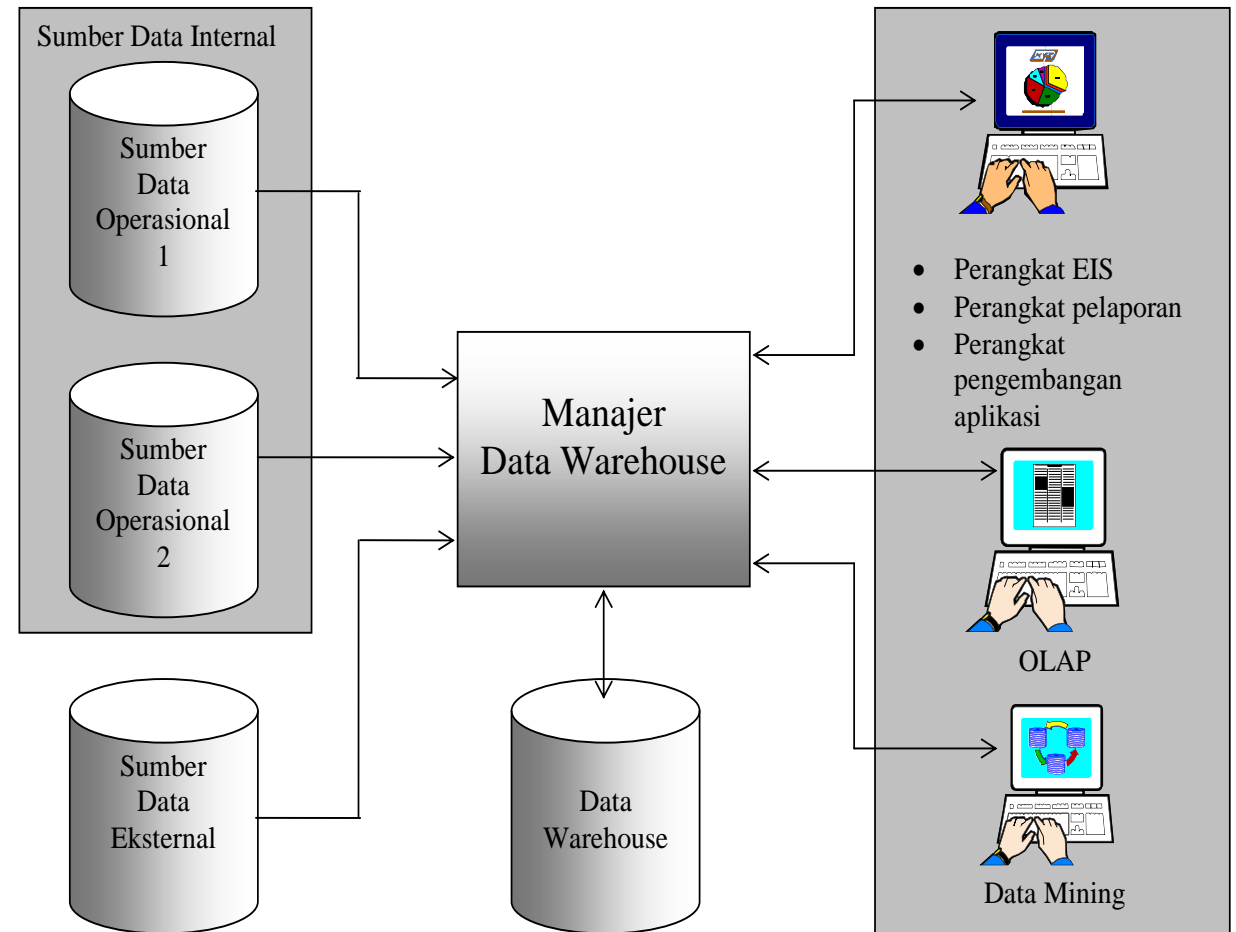 Sumber Data Internal
Sumber
Data
Operasional
1
Sumber
Data
Operasional
2
Sumber
Data
Eksternal
Manajer
Data Warehouse
Data
Warehouse
• Perangkat EIS
• Perangkat pelaporan
• Perangkat
pengembangan
aplikasi
OLAP
Data Mining